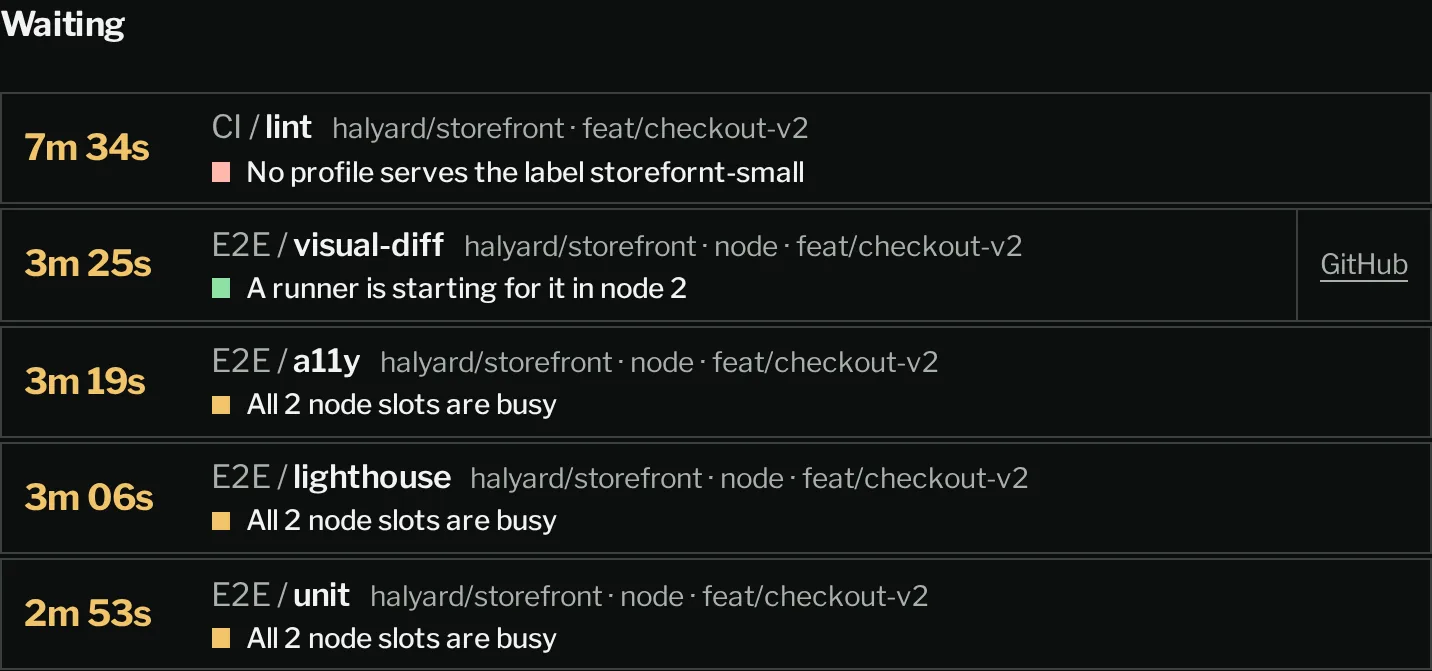 Waiting
7m 34s
CI / lint halyard/storefront · feat/checkout-v2
No profile serves the label storefornt-small
3m 25s
E2E / visual-diff halyard/storefront · node · feat/checkout-v2
A runner is starting for it in node 2
GitHub
3m 19s
E2E / a11y halyard/storefront · node · feat/checkout-v2
All 2 node slots are busy
3m 06s
E2E / lighthouse halyard/storefront · node · feat/checkout-v2
All 2 node slots are busy
2m 53s
E2E / unit halyard/storefront · node · feat/checkout-v2
All 2 node slots are busy